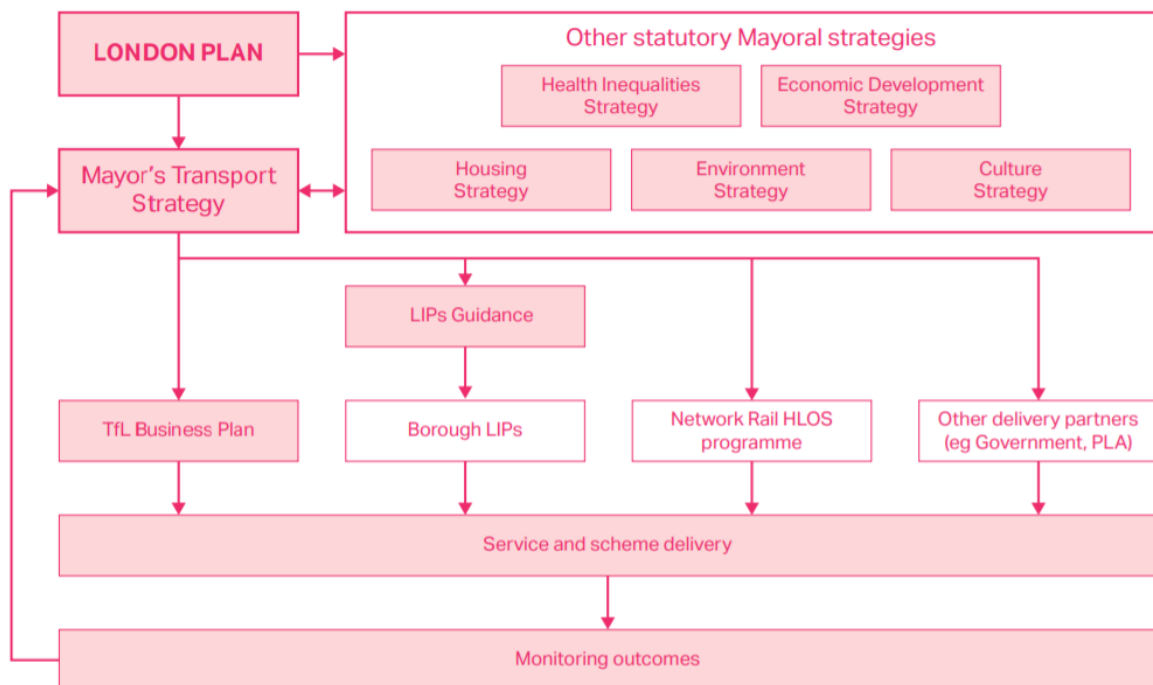 LONDON PLAN
Other statutory Mayoral strategies
Health Inequalities
Strategy
Economic Development
Strategy
Mayor's Transport
Strategy
Housing
Strategy
Environment
Strategy
Culture
Strategy
LIPs Guidance
TfL Business Plan
Borough LIPs
Network Rail HLOS
programme
Other delivery partners
(eg Government, PLA)
Service and scheme delivery
Monitoring outcomes